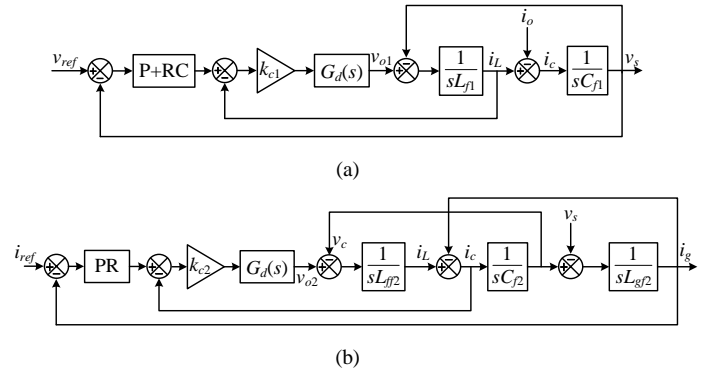 i_o
v_ref P+RC k_c1 G_d(s) v_o1 1/sL_f1 i_L i_c 1/sC_f1 v_s
(a)
v_c v_s
i_ref PR k_c2 G_d(s) v_o2 1/sL_ff2 i_L i_c 1/sC_f2 1/sL_gf2 i_g
(b)